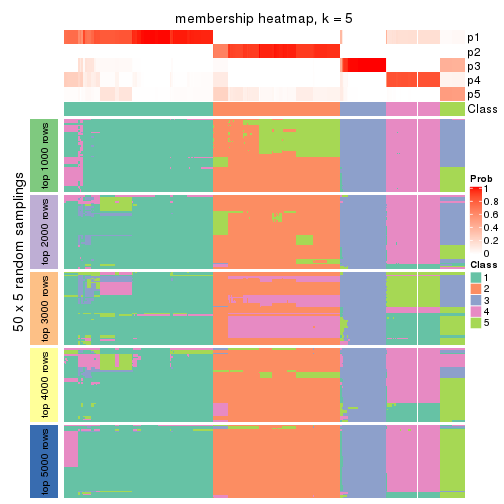 membership heatmap, k = 5
p1
p2
p3
p4
p5
Class
50 x 5 random samplings
top 1000 rows
top 2000 rows
top 3000 rows
top 4000 rows
top 5000 rows
Prob
1
0.8
0.6
0.4
0.2
0
Class
1
2
3
4
5